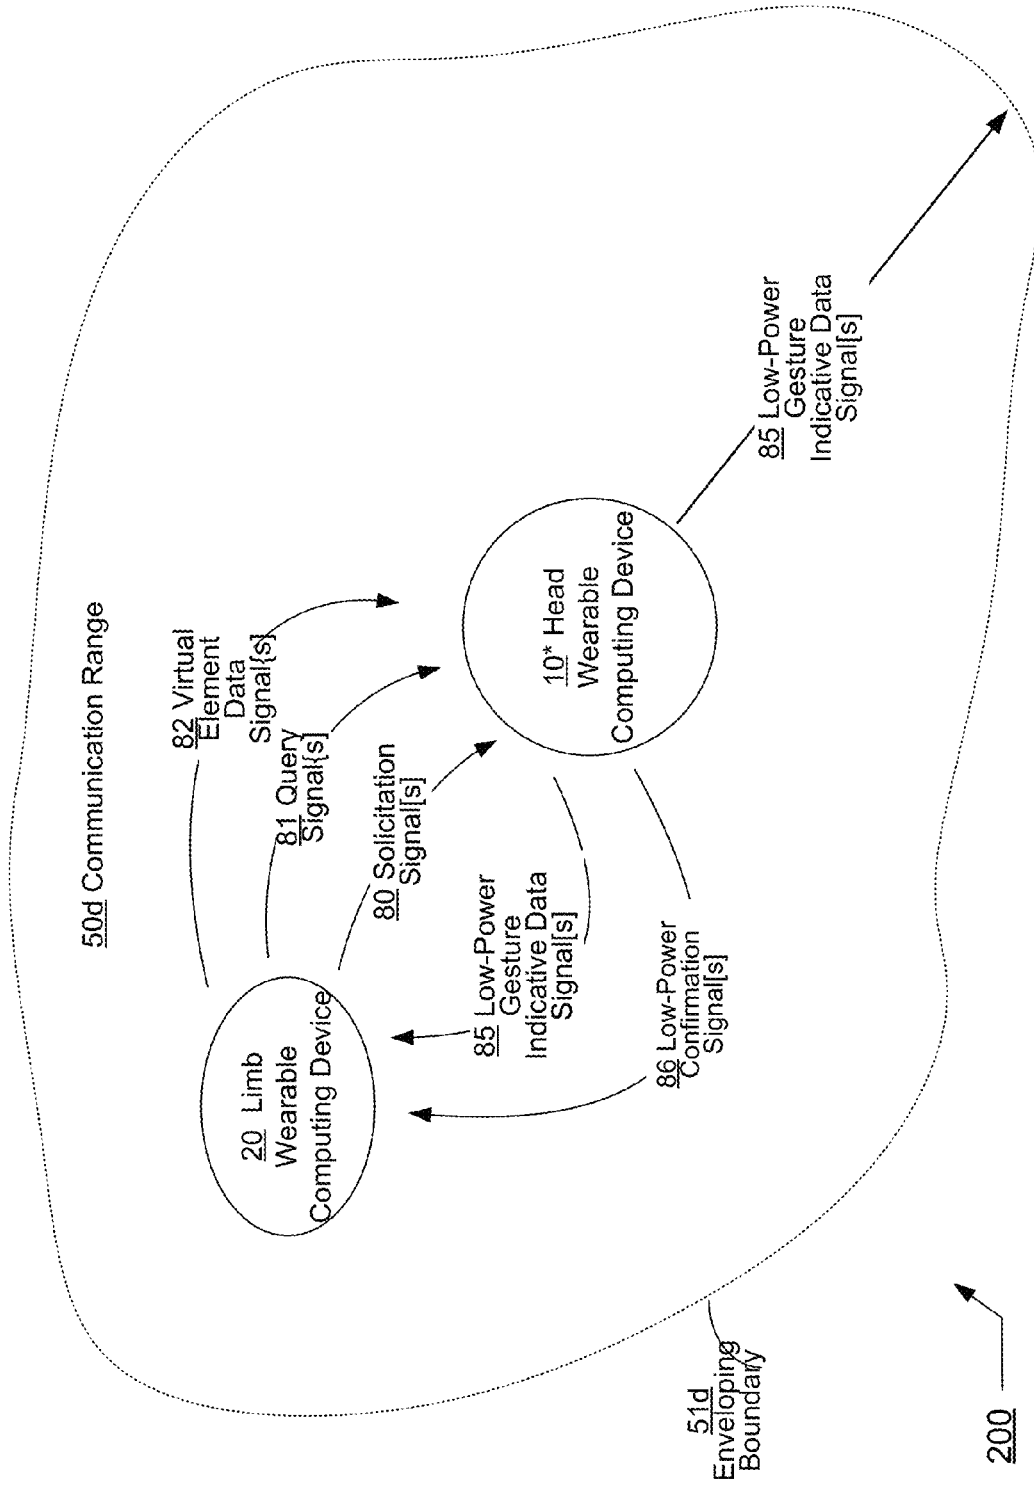 50d Communication Range
82 Virtual
Element
Data
Signal{s]
81 Query
Signal{s]
80 Solicitation
Signal[s]
20 Limb
Wearable
Computing Device
10* Head
Wearable
Computing Device
85 Low-Power
Gesture
Indicative Data
Signal[s]
86 Low-Power
Confirmation
Signal[s]
85 Low-Power
Gesture
Indicative Data
Signal[s]
51d
Enveloping
Boundary
200